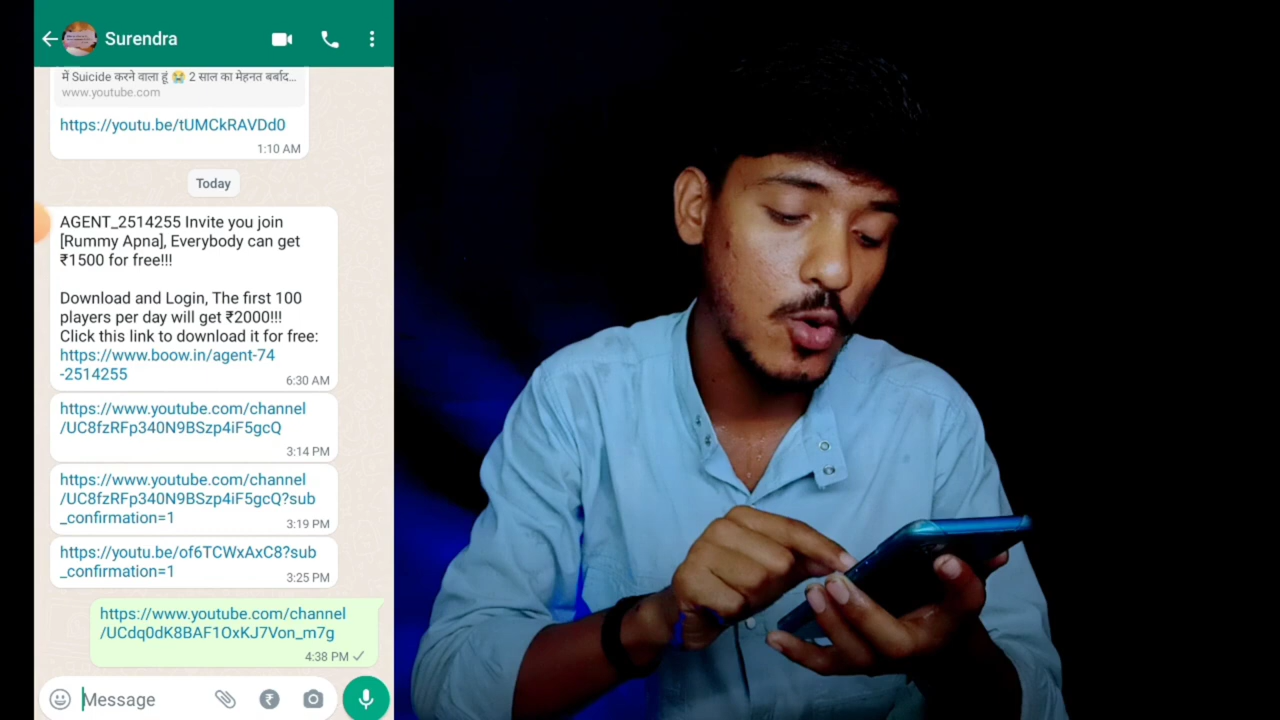 Surendra
में Suicide करने वाला हूं 😭 2 साल का मेहनत बर्बाद...
www.youtube.com
https://youtu.be/tUMCkRAVDd0
1:10 AM
Today
AGENT_2514255 Invite you join
[Rummy Apna], Everybody can get
₹1500 for free!!!
Download and Login, The first 100
players per day will get ₹2000!!!
Click this link to download it for free:
https://www.boow.in/agent-74
-2514255
6:30 AM
https://www.youtube.com/channel
/UC8fzRFp340N9BSzp4iF5gcQ
3:14 PM
https://www.youtube.com/channel
/UC8fzRFp340N9BSzp4iF5gcQ?sub
_confirmation=1
3:19 PM
https://youtu.be/of6TCWxAxC8?sub
_confirmation=1
3:25 PM
https://www.youtube.com/channel
/UCdq0dK8BAF1OxKJ7Von_m7g
4:38 PM
Message